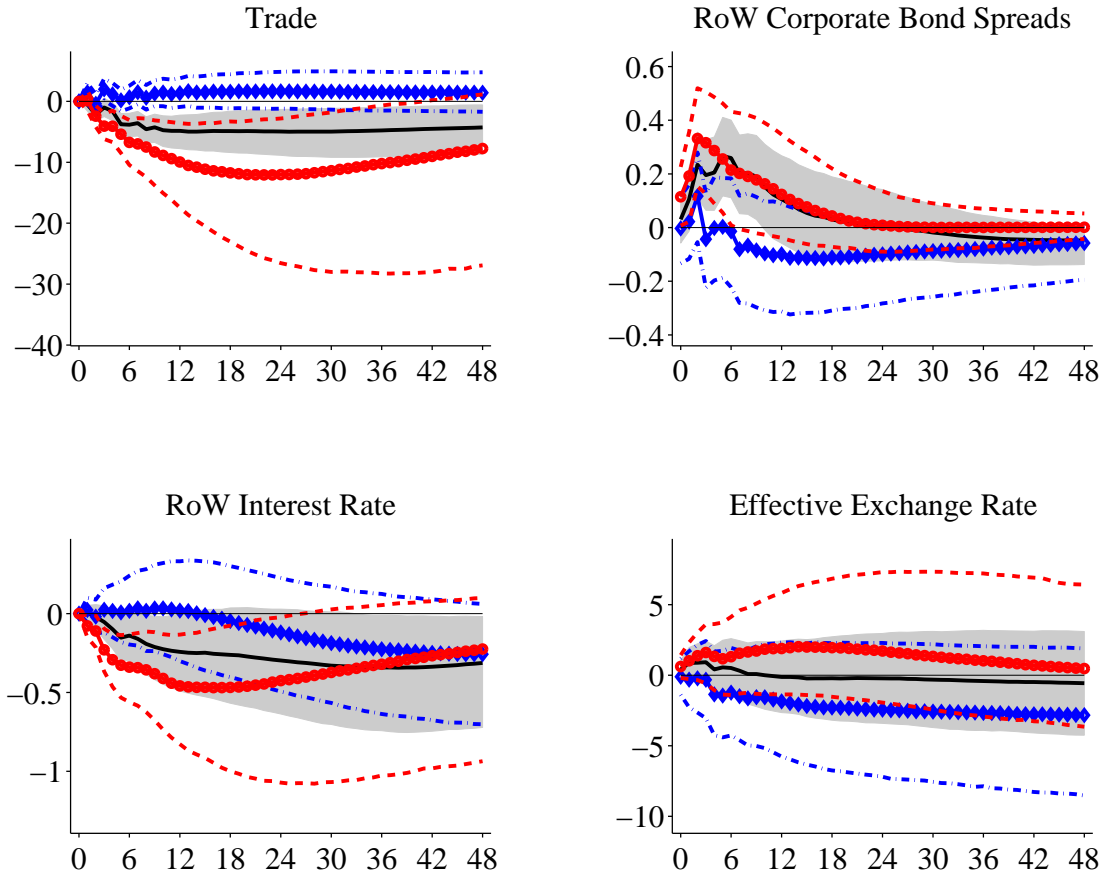 Trade
0
−10
−20
−30
−40
0 6 12 18 24 30 36 42 48
RoW Corporate Bond Spreads
0.6
0.4
0.2
0
−0.2
−0.4
0 6 12 18 24 30 36 42 48
RoW Interest Rate
0
−0.5
−1
0 6 12 18 24 30 36 42 48
Effective Exchange Rate
5
0
−5
−10
0 6 12 18 24 30 36 42 48